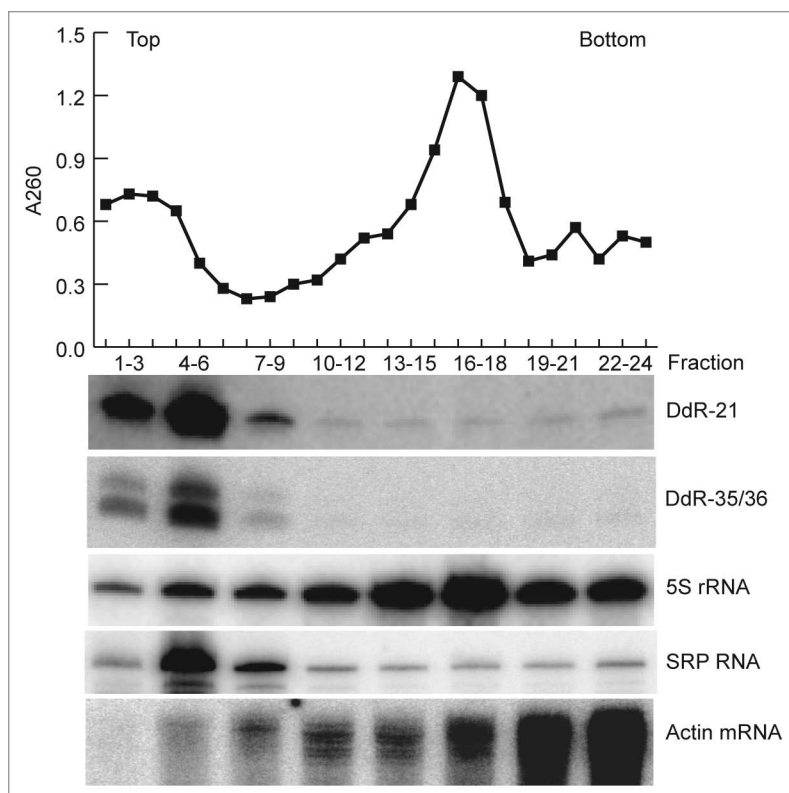 1.5
Top
Bottom
1.2
0.9
A260
0.6
0.3
0.0
1-3 4-6 7-9 10-12 13-15 16-18 19-21 22-24 Fraction
DdR-21
DdR-35/36
5S rRNA
SRP RNA
Actin mRNA